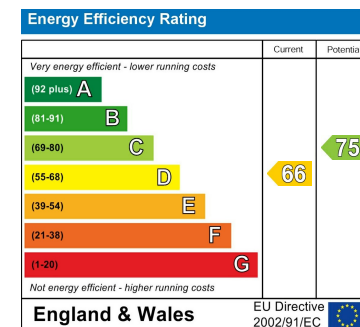 Energy Efficiency Rating
Current Potentia
Very energy efficient - lower running costs
(92 plus) A
(81-91) B
(69-80) C
75
(55-68) D
66
(39-54) E
(21-38) F
(1-20) G
Not energy efficient - higher running costs
England & Wales
EU Directive
2002/91/EC